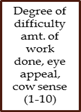 Degree of
difficulty
amt. of
work
done, eye
appeal,
cow sense
(1-10)